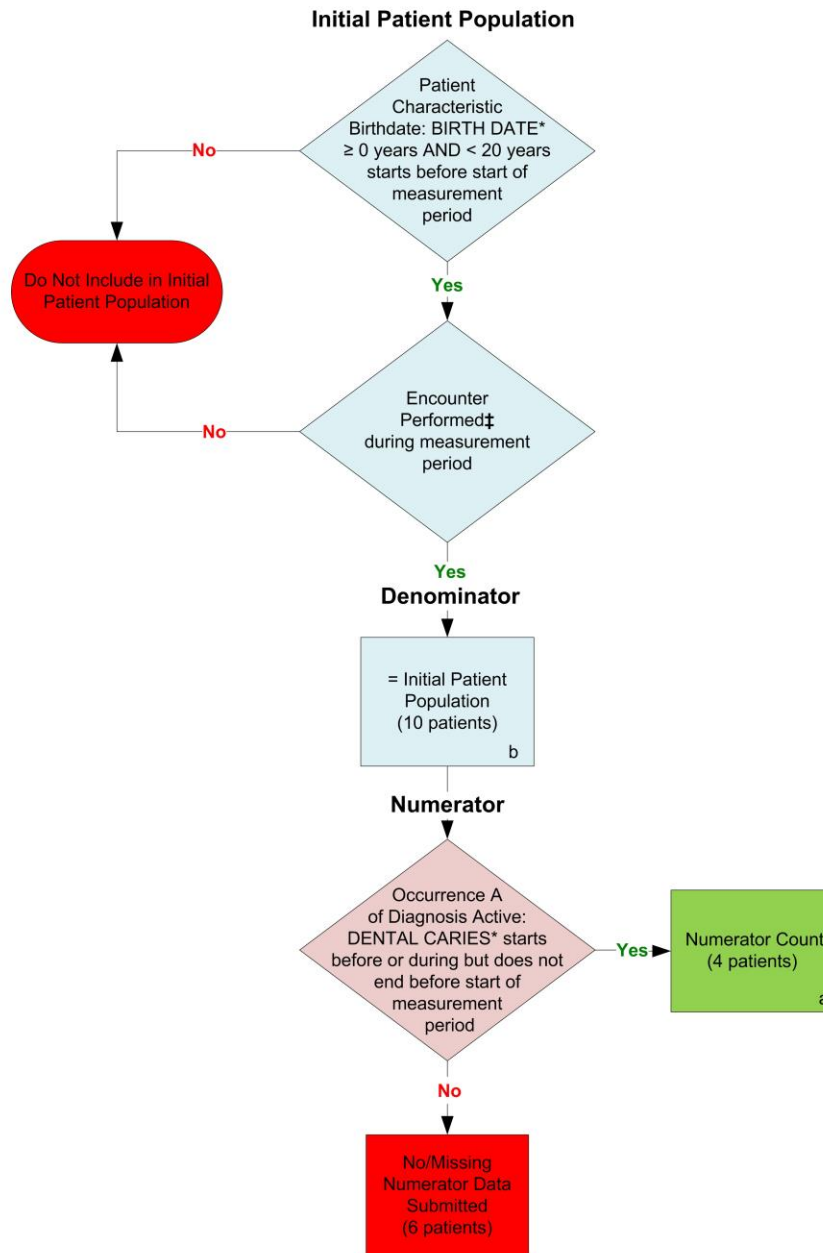 Initial Patient Population
Patient
Characteristic
Birthdate: BIRTH DATE*
≥ 0 years AND < 20 years
starts before start of
measurement
period
No
Do Not Include in Initial
Patient Population
Yes
Encounter
Performed‡
during measurement
period
No
Yes
Denominator
= Initial Patient
Population
(10 patients)
b
Numerator
Occurrence A
of Diagnosis Active:
DENTAL CARIES* starts
before or during but does not
end before start of
measurement
period
Yes
Numerator Count
(4 patients)
a
No
No/Missing
Numerator Data
Submitted
(6 patients)